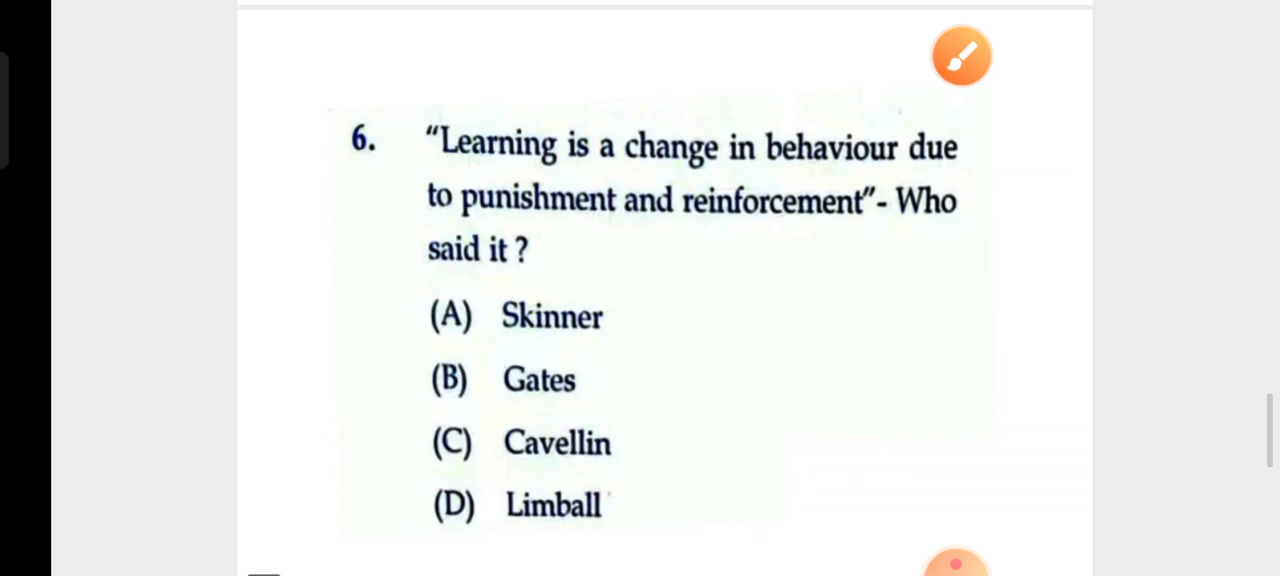 6. “Learning is a change in behaviour due
to punishment and reinforcement”- Who
said it ?
(A) Skinner
(B) Gates
(C) Cavellin
(D) Limball